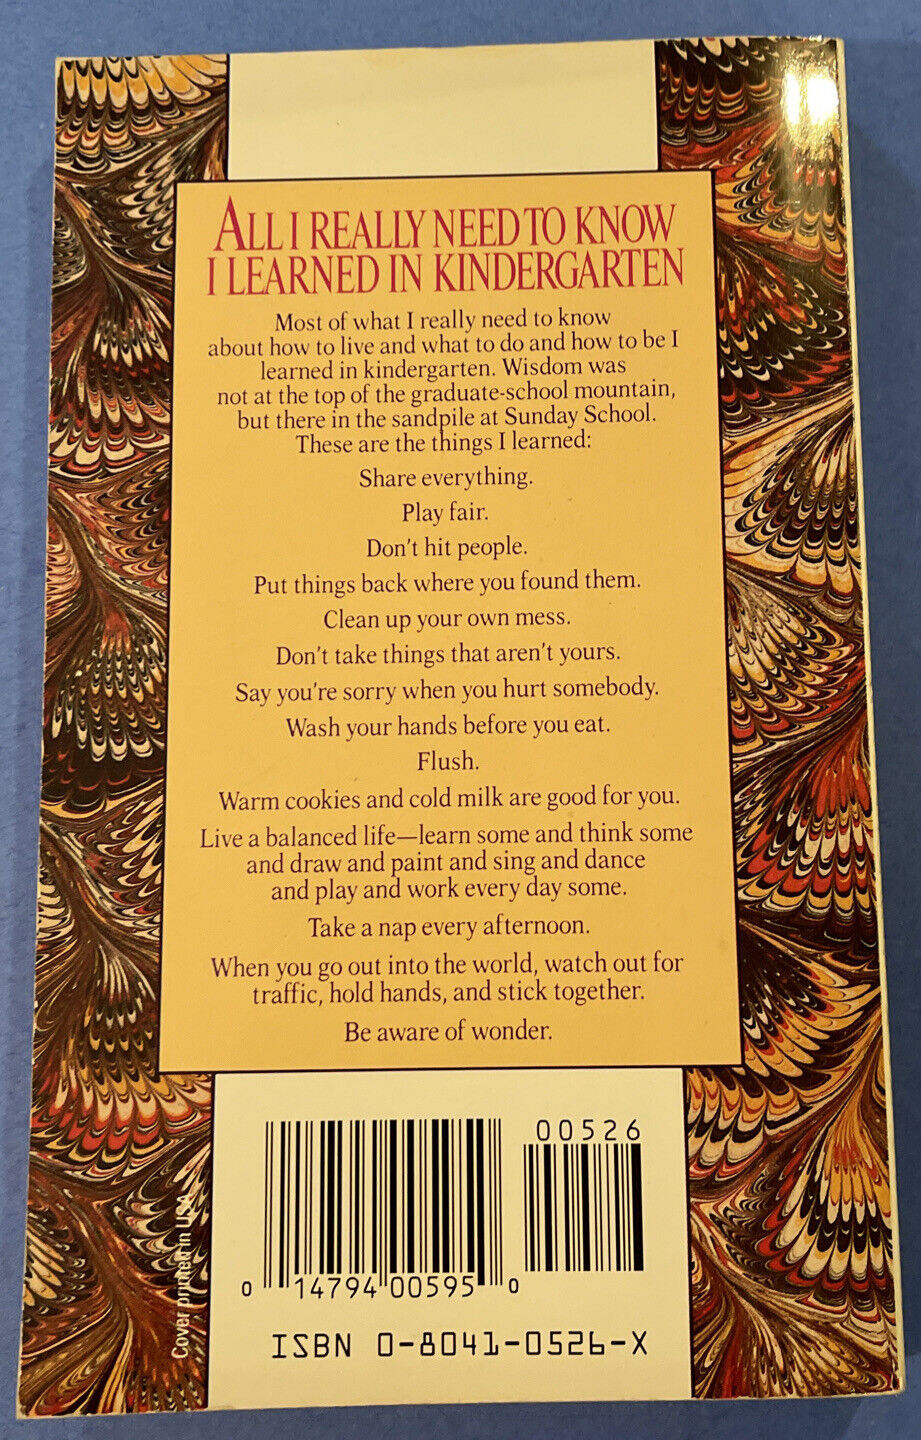 ALL I REALLY NEED TO KNOW
I LEARNED IN KINDERGARTEN
Most of what I really need to know
about how to live and what to do and how to be I
learned in kindergarten. Wisdom was
not at the top of the graduate-school mountain,
but there in the sandpile at Sunday School.
These are the things I learned:
Share everything.
Play fair.
Don't hit people.
Put things back where you found them.
Clean up your own mess.
Don't take things that aren't yours.
Say you're sorry when you hurt somebody.
Wash your hands before you eat.
Flush.
Warm cookies and cold milk are good for you.
Live a balanced life—learn some and think some
and draw and paint and sing and dance
and play and work every day some.
Take a nap every afternoon.
When you go out into the world, watch out for
traffic, hold hands, and stick together.
Be aware of wonder.
Cover printed in USA
00526
0 14794 00595 0
ISBN 0-8041-0526-X